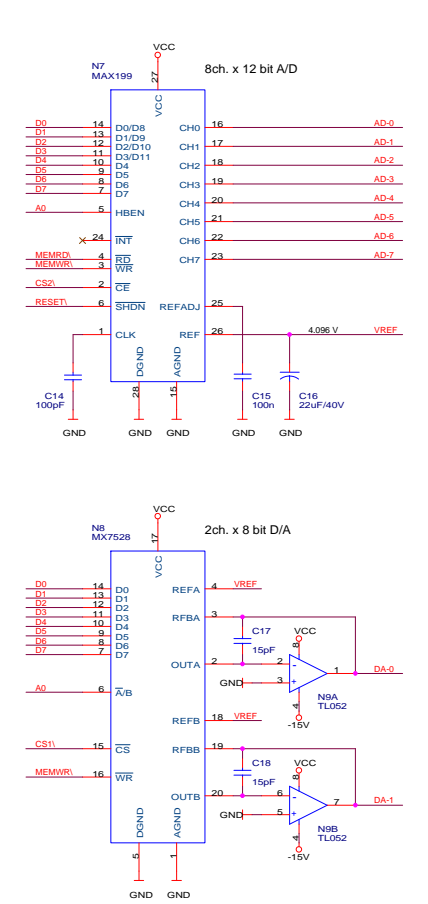 VCC
N7
MAX199
8ch. x 12 bit A/D
27
VCC
D0 14 D0/D8 CH0 16 AD-0
D1 13 D1/D9 CH1 17 AD-1
D2 12 D2/D10
D3 11 D3/D11 CH2 18 AD-2
D4 10 D4
D5 9 D5 CH3 19 AD-3
D6 8 D6
D7 7 D7 CH4 20 AD-4
A0 5 HBEN CH5 21 AD-5
24 INT CH6 22 AD-6
MEMRD\ 4 RD CH7 23 AD-7
MEMWR\ 3 WR
CS2\ 2 CE
RESET\ 6 SHDN REFADJ 25
1 CLK REF 26 4.096 V VREF
DGND AGND
28 15
C14
100pF
C15
100n
C16
22uF/40V
GND GND GND GND GND
VCC
N8
MX7528
2ch. x 8 bit D/A
17
VCC
D0 14 D0 REFA 4 VREF
D1 13 D1
D2 12 D2
D3 11 D3 RFBA 3
D4 10 D4
D5 9 D5 C17 VCC
D6 8 D6 15pF 8
D7 7 D7 OUTA 2 2 - 1 DA-0
GND 3 +
A0 6 A/B N9A
TL052
4
-15V
REFB 18 VREF
CS1\ 15 CS RFBB 19
C18 VCC
MEMWR\ 16 WR 15pF 8
OUTB 20 6 - 7 DA-1
GND 5 +
N9B
TL052
4
-15V
DGND AGND
5 1
GND GND